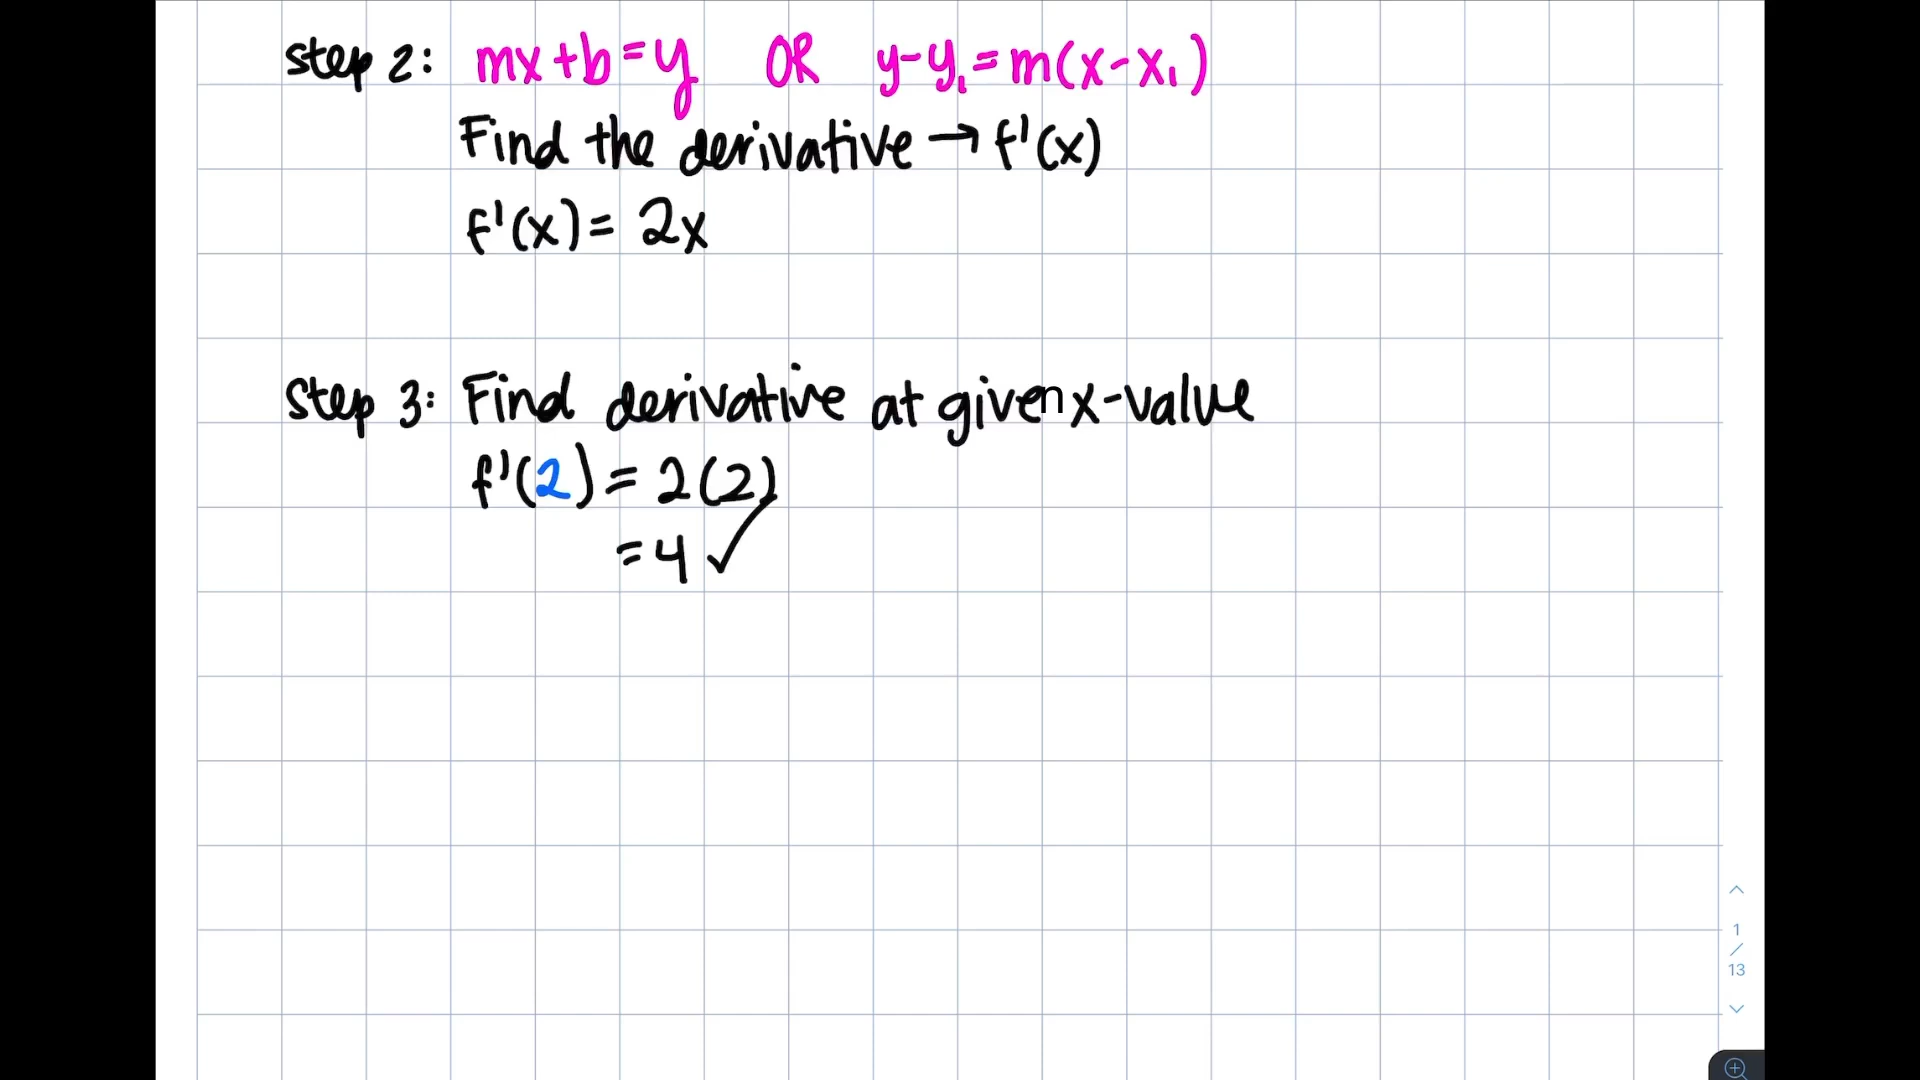 step 2: mx+b=y OR y-y₁=m(x-x₁)
Find the derivative → f'(x)
f'(x)= 2x
step 3: Find derivative at given x-value
f'(2) = 2(2)
=4 ✓
1
/
13